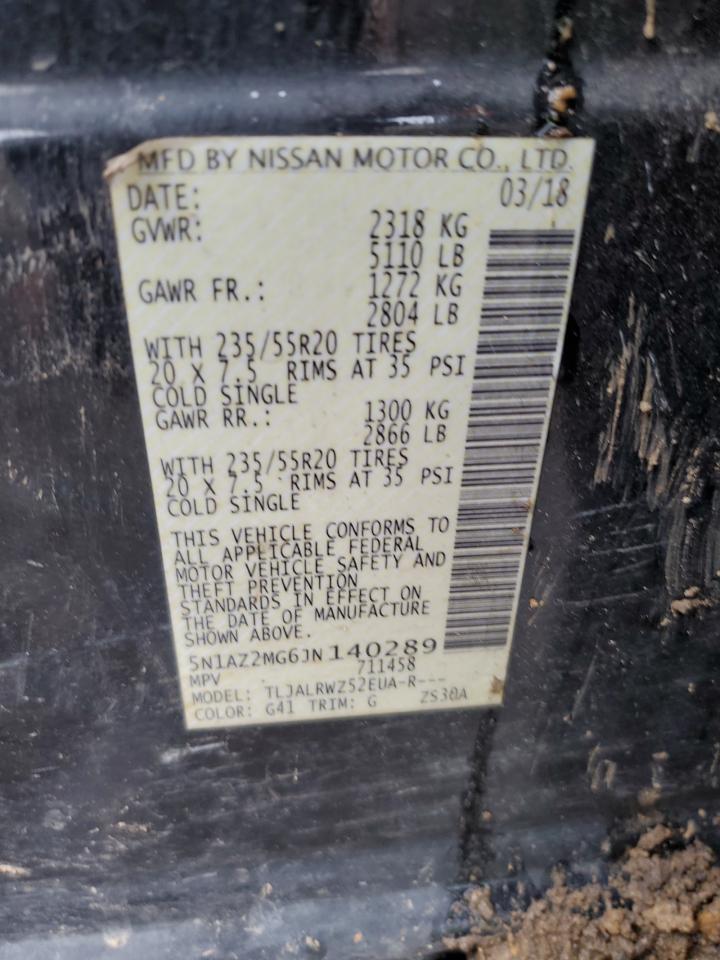 MFD BY NISSAN MOTOR CO., LTD.
DATE: 03/18
GVWR: 2318 KG
5110 LB
GAWR FR.: 1272 KG
2804 LB
WITH 235/55R20 TIRES
20 X 7.5 RIMS AT 35 PSI
COLD SINGLE
GAWR RR.: 1300 KG
2866 LB
WITH 235/55R20 TIRES
20 X 7.5 RIMS AT 35 PSI
COLD SINGLE
THIS VEHICLE CONFORMS TO
ALL APPLICABLE FEDERAL
MOTOR VEHICLE SAFETY AND
THEFT PREVENTION
STANDARDS IN EFFECT ON
THE DATE OF MANUFACTURE
SHOWN ABOVE.
5N1AZ2MG6JN140289
MPV 711458
MODEL: TLJALRWZ52EUA-R---
COLOR: G41 TRIM: G ZS30A